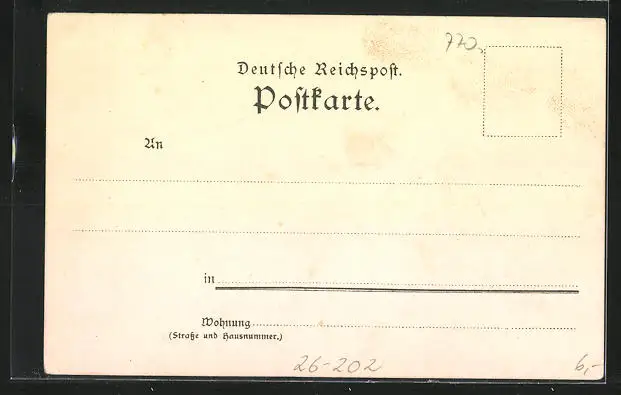 770,
Deutſche Reichspoſt.
Poſtkarte.
An
in
Wohnung
(Straße und Hausnummer.)
26-202
6,-